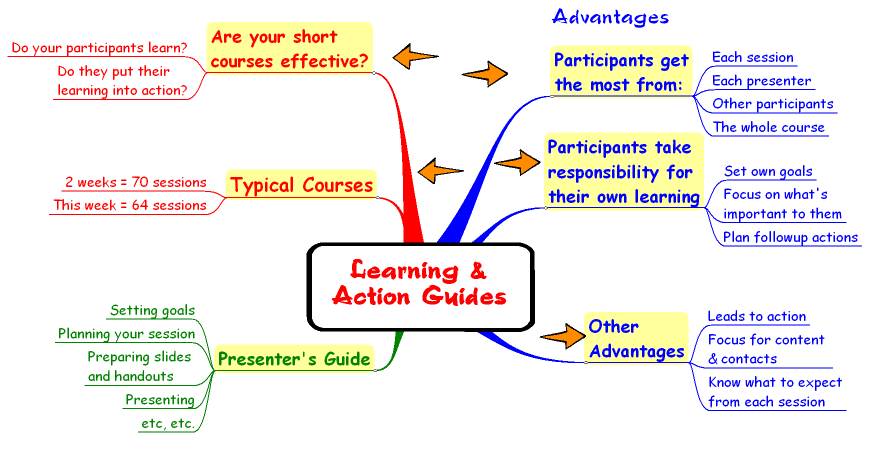 Learning &
Action Guides
Are your short
courses effective?
Do your participants learn?
Do they put their
learning into action?
Typical Courses
2 weeks = 70 sessions
This week = 64 sessions
Presenter's Guide
Setting goals
Planning your session
Preparing slides
and handouts
Presenting
etc, etc.
Advantages
Participants get
the most from:
Each session
Each presenter
Other participants
The whole course
Participants take
responsibility for
their own learning
Set own goals
Focus on what's
important to them
Plan followup actions
Other
Advantages
Leads to action
Focus for content
& contacts
Know what to expect
from each session